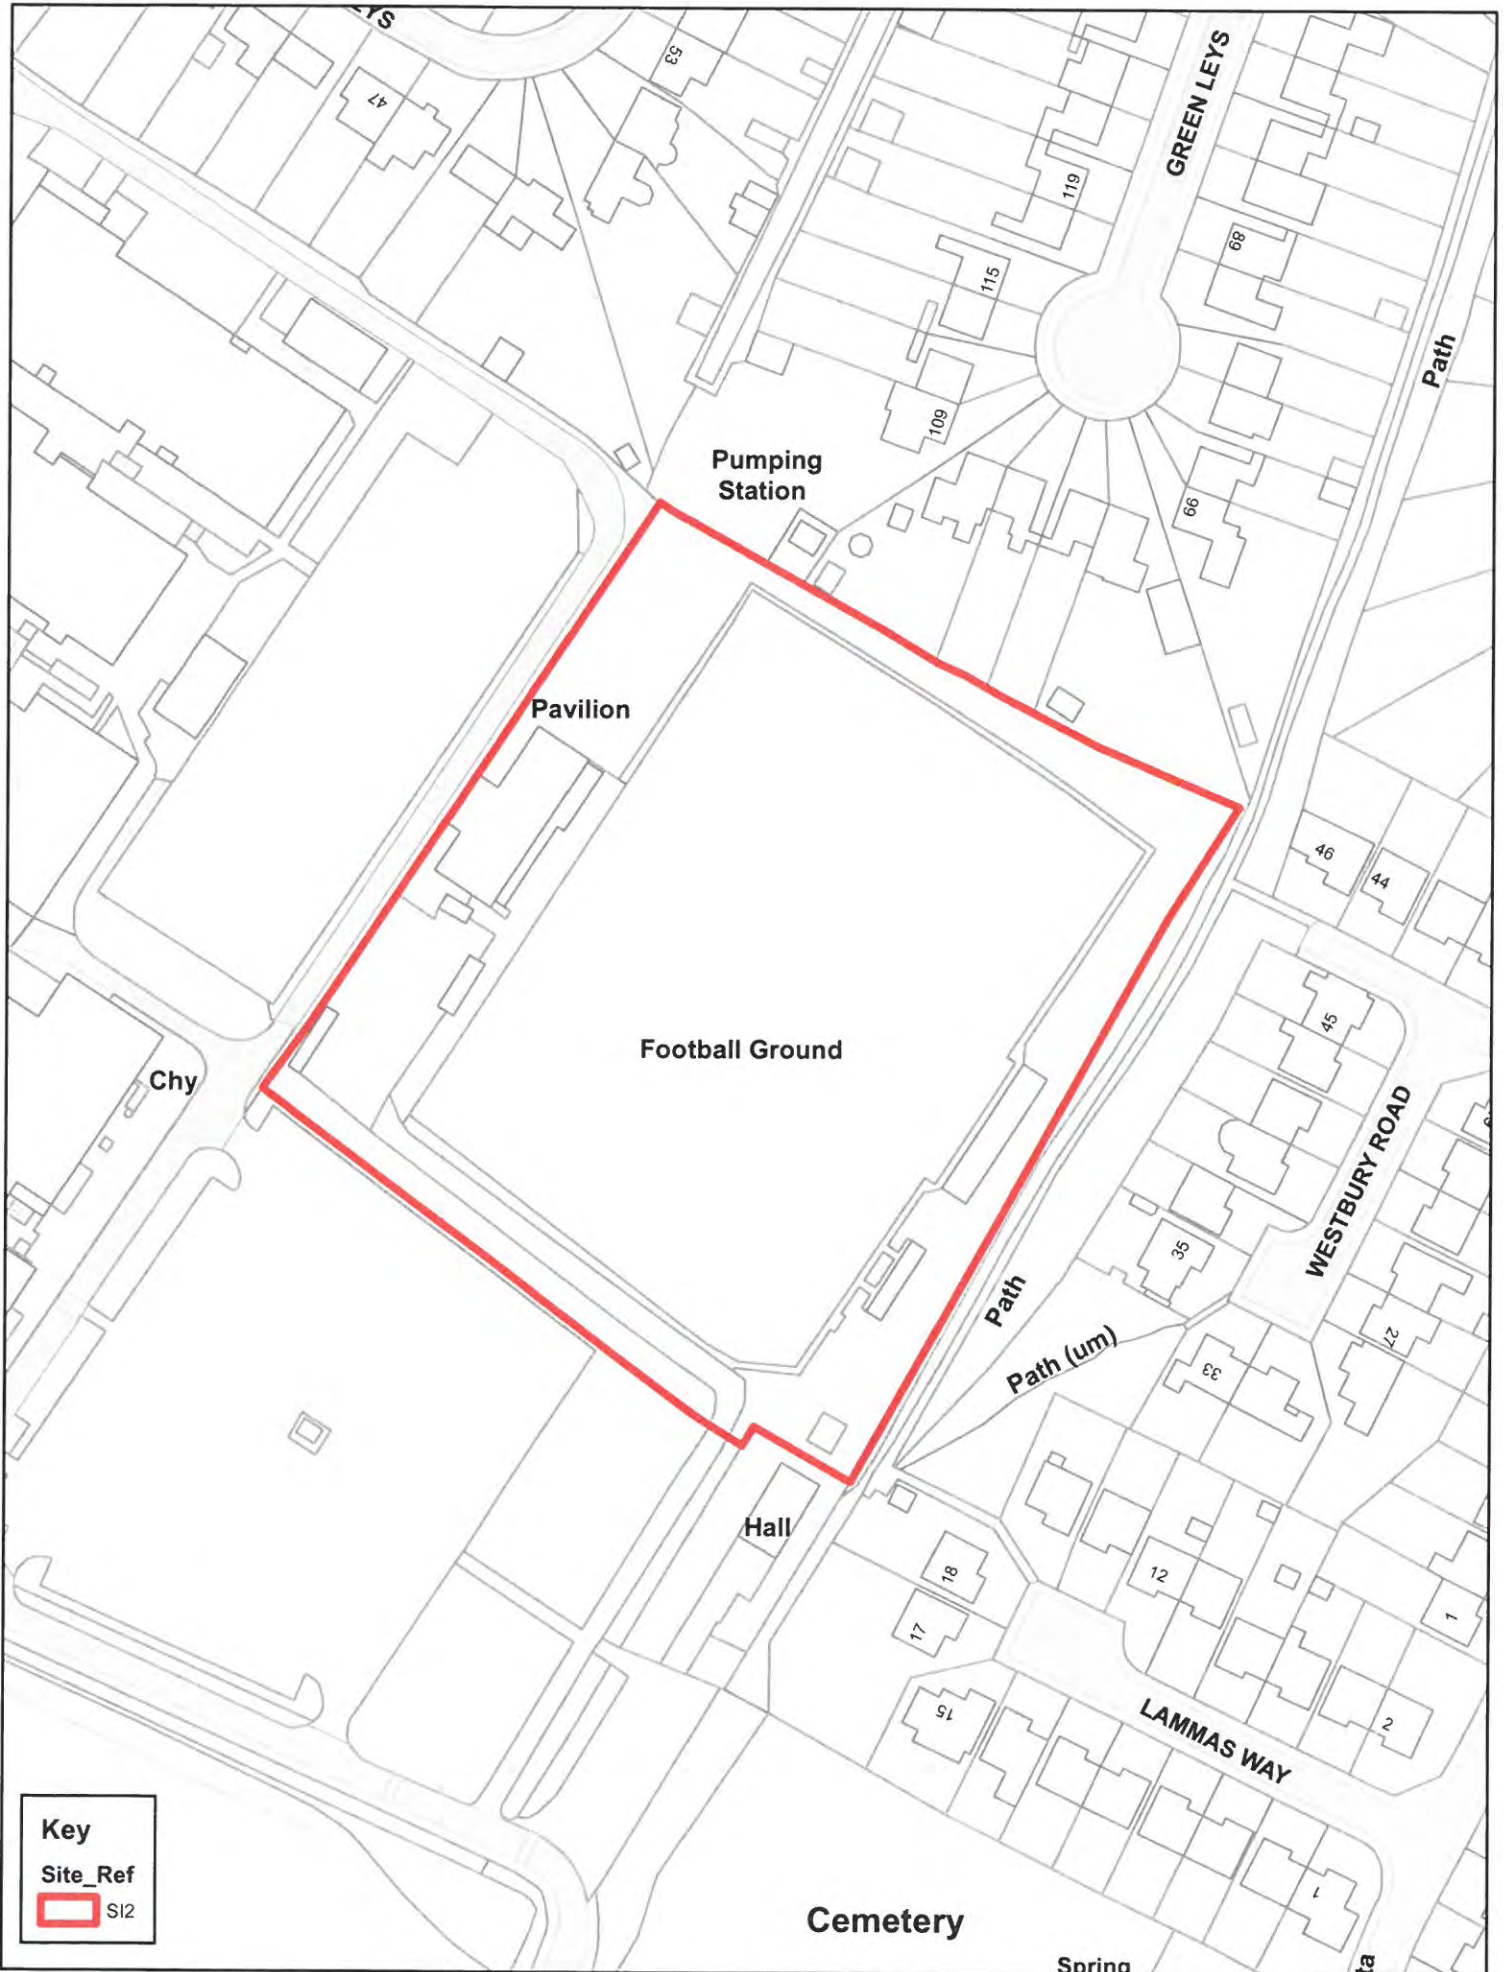 53
47
GREEN LEYS
119
68
115
Path
109
Pumping
Station
66
Pavilion
46
44
45
Football Ground
Chy
WESTBURY ROAD
35
Path
27
Path (um)
33
Hall
18
12
17
1
15
LAMMAS WAY
2
Key
Site_Ref
SI2
1
Cemetery
Spring